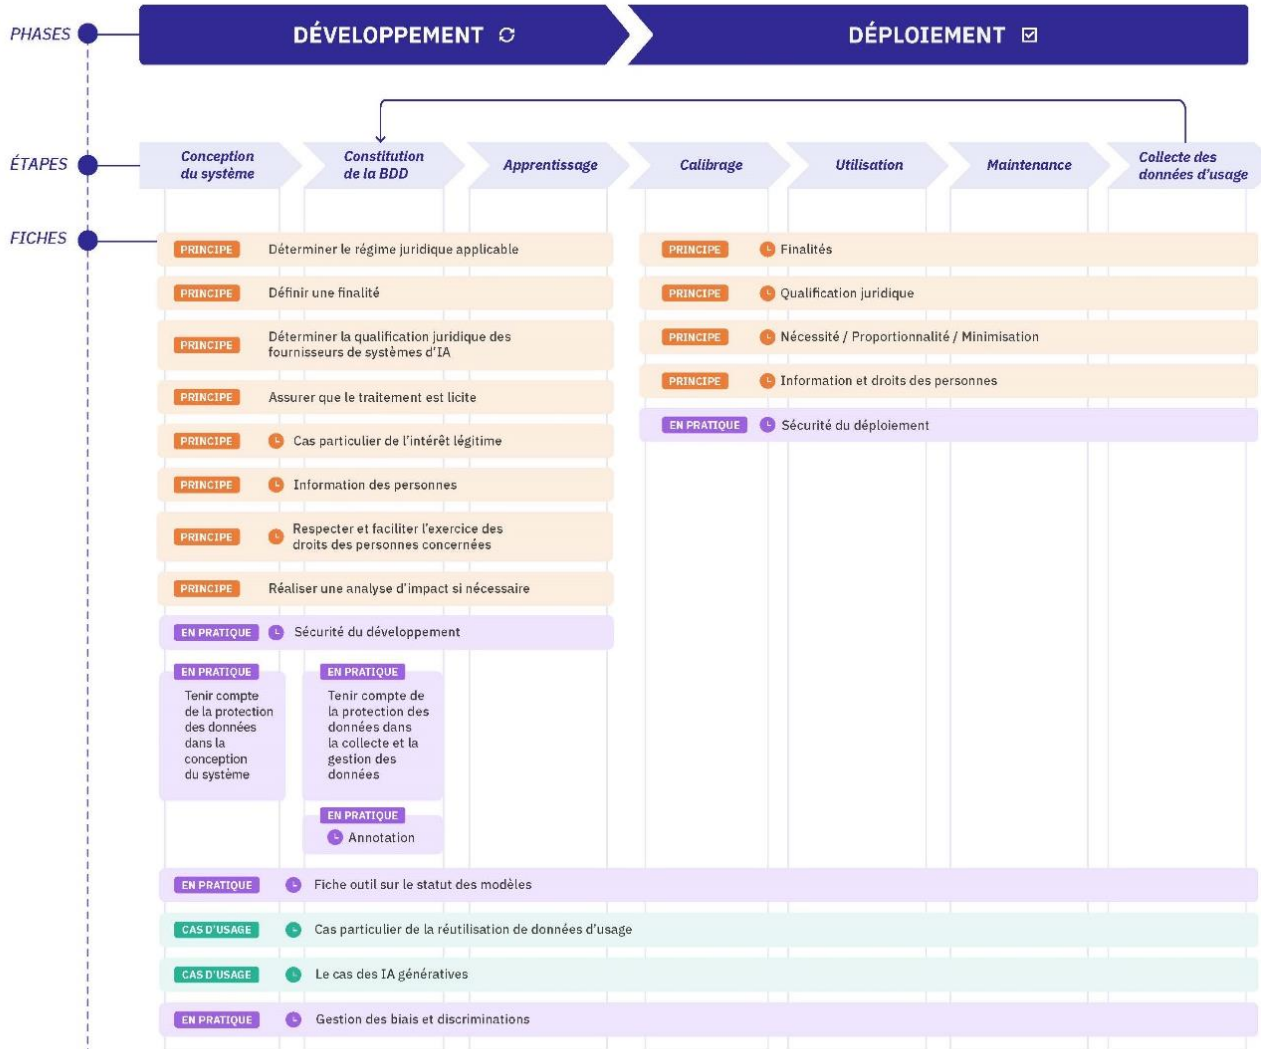 PHASES
DÉVELOPPEMENT
DÉPLOIEMENT
ÉTAPES
Conception
du système
Constitution
de la BDD
Apprentissage
Calibrage
Utilisation
Maintenance
Collecte des
données d'usage
FICHES
PRINCIPE Déterminer le régime juridique applicable
PRINCIPE Définir une finalité
PRINCIPE Déterminer la qualification juridique des
fournisseurs de systèmes d'IA
PRINCIPE Assurer que le traitement est licite
PRINCIPE Cas particulier de l'intérêt légitime
PRINCIPE Information des personnes
PRINCIPE Respecter et faciliter l'exercice des
droits des personnes concernées
PRINCIPE Réaliser une analyse d'impact si nécessaire
EN PRATIQUE Sécurité du développement
PRINCIPE Finalités
PRINCIPE Qualification juridique
PRINCIPE Nécessité / Proportionnalité / Minimisation
PRINCIPE Information et droits des personnes
EN PRATIQUE Sécurité du déploiement
EN PRATIQUE
Tenir compte
de la protection
des données
dans la
conception
du système
EN PRATIQUE
Tenir compte de
la protection des
données dans
la collecte et la
gestion des
données
EN PRATIQUE
Annotation
EN PRATIQUE Fiche outil sur le statut des modèles
CAS D'USAGE Cas particulier de la réutilisation de données d'usage
CAS D'USAGE Le cas des IA génératives
EN PRATIQUE Gestion des biais et discriminations